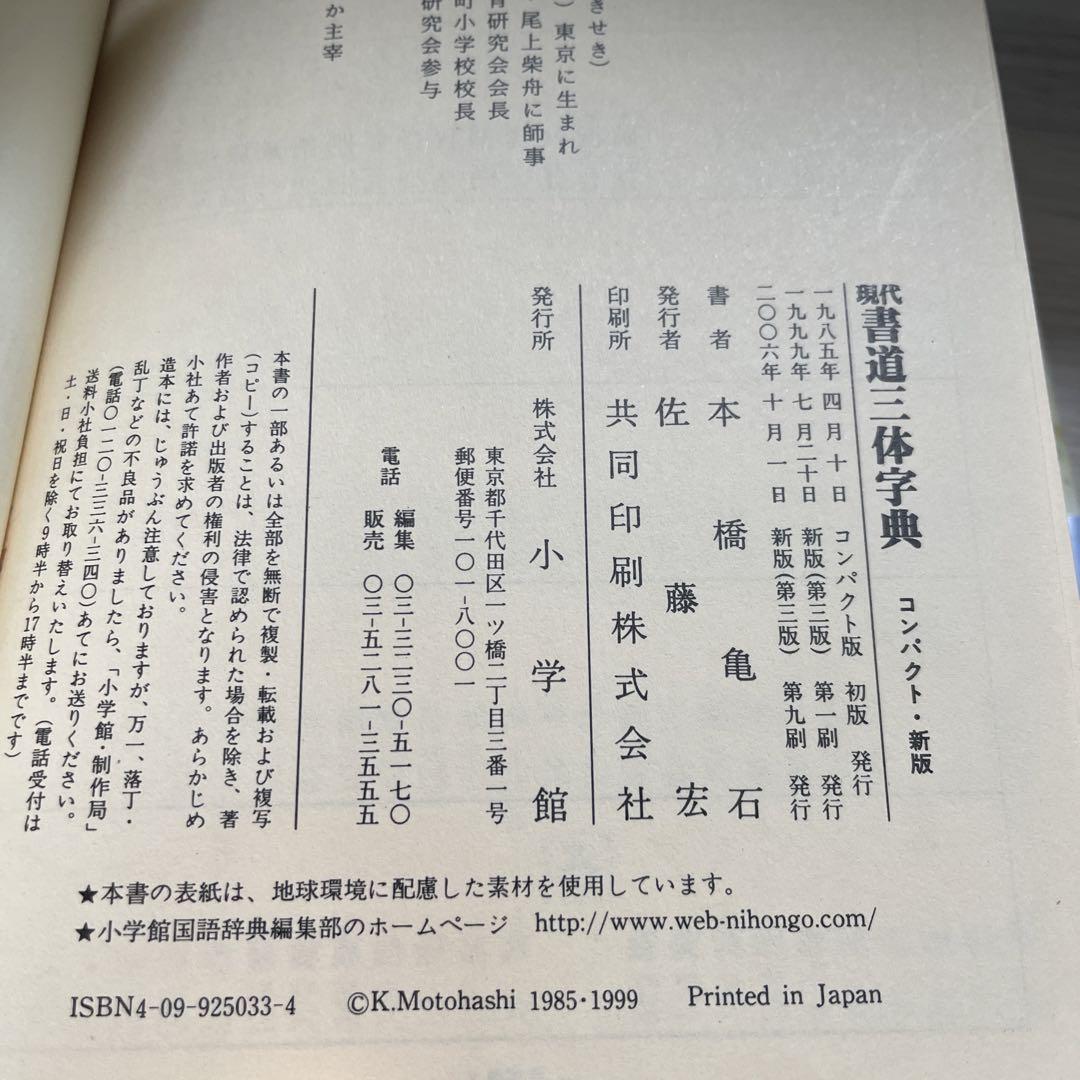 きせき)
) 東京に生まれ
・尾上柴舟に師事
育研究会会長
町小学校校長
研究会参与
か主宰
現代書道三体字典 コンパクト・新版
一九八五年 四月 十日 コンパクト版 初版 発行
一九九九年 七月二十日 新版(第三版) 第一刷 発行
二〇〇六年 十月 一日 新版(第三版) 第九刷 発行
書者 本橋亀石
発行者 佐藤宏
印刷所 共同印刷株式会社
発行所 株式会社 小学館
東京都千代田区一ツ橋二丁目三番一号
郵便番号一〇一-八〇〇一
電話 編集 〇三-三二三〇-五一七〇
販売 〇三-五二八一-三五五五
本書の一部あるいは全部を無断で複製・転載および複写
(コピー)することは、法律で認められた場合を除き、著
作者および出版者の権利の侵害となります。あらかじめ
小社あて許諾を求めてください。
造本には、じゅうぶん注意しておりますが、万一、落丁・
乱丁などの不良品がありましたら、「小学館・制作局」
(電話〇一二〇-三三六-三四〇)あてにお送りください。
送料小社負担にてお取り替えいたします。(電話受付は
土・日・祝日を除く9時半から17時半までです)
★本書の表紙は、地球環境に配慮した素材を使用しています。
★小学館国語辞典編集部のホームページ http://www.web-nihongo.com/
ISBN4-09-925033-4 ©K.Motohashi 1985・1999 Printed in Japan